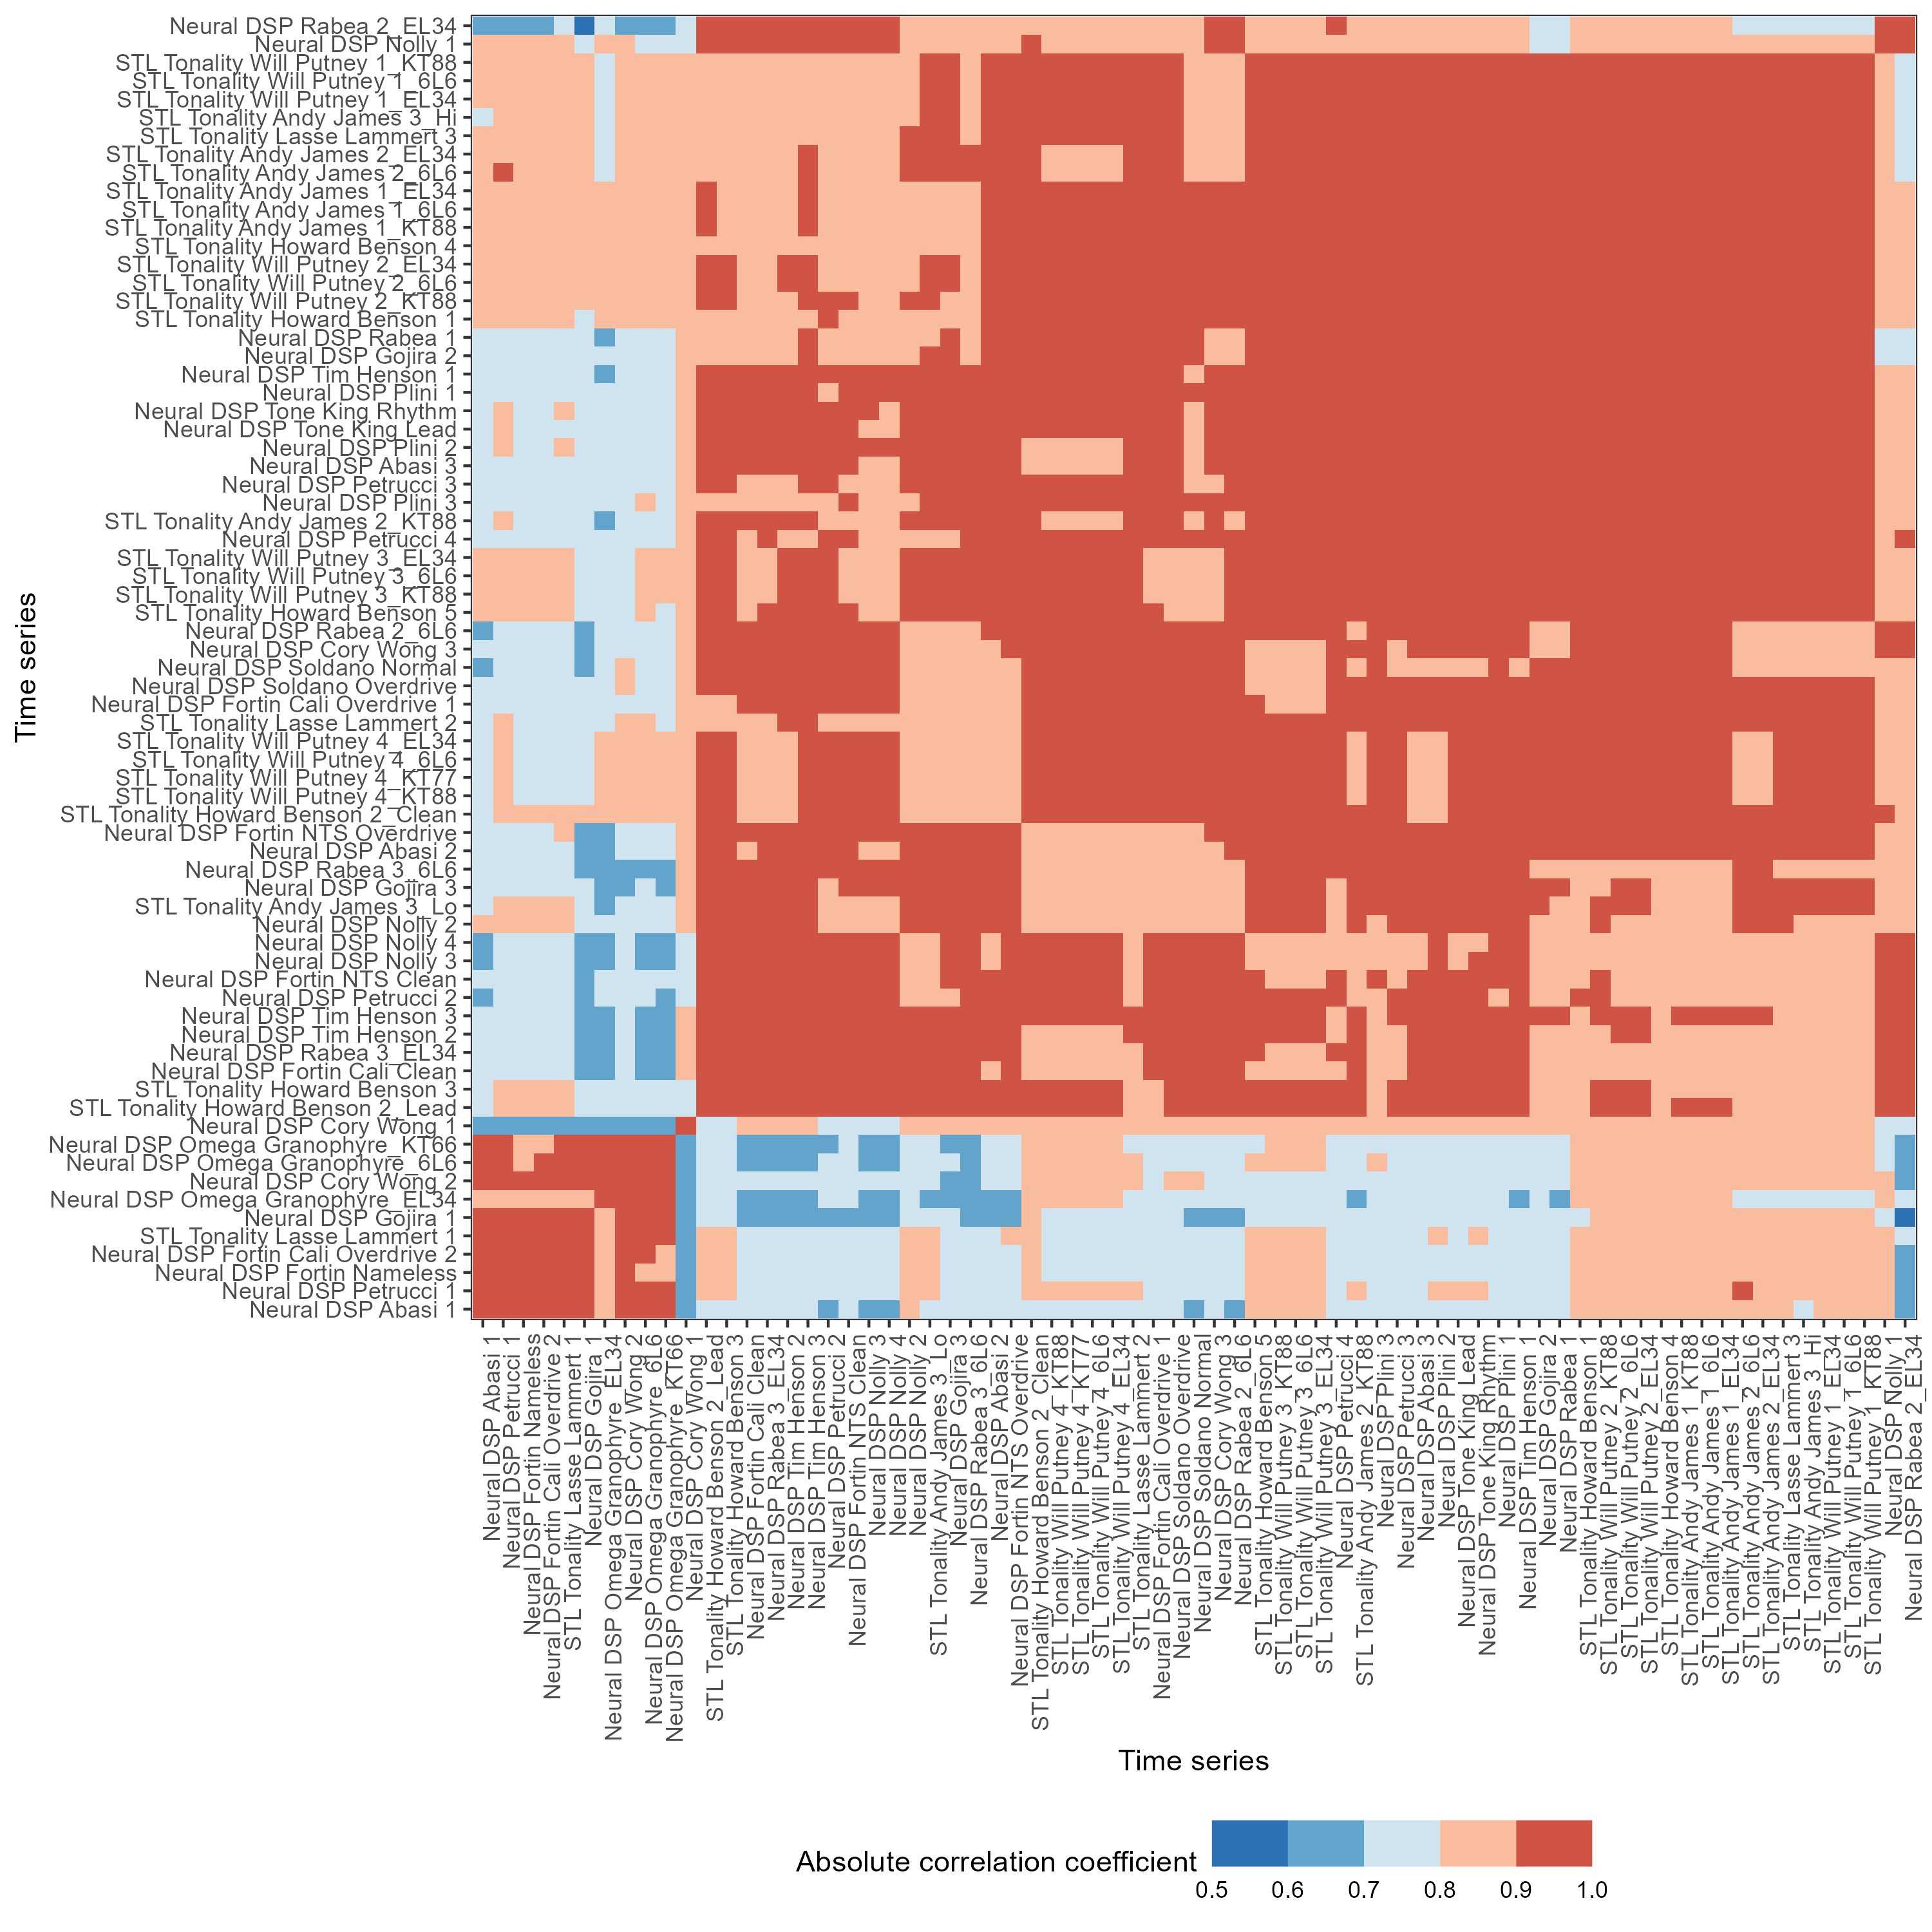 Neural DSP Rabea 2_EL34
Neural DSP Nolly 1
STL Tonality Will Putney 1_KT88
STL Tonality Will Putney 1_6L6
STL Tonality Will Putney 1_EL34
STL Tonality Andy James 3_Hi
STL Tonality Lasse Lammert 3
STL Tonality Andy James 2_EL34
STL Tonality Andy James 2_6L6
STL Tonality Andy James 1_EL34
STL Tonality Andy James 1_6L6
STL Tonality Andy James 1_KT88
STL Tonality Howard Benson 4
STL Tonality Will Putney 2_EL34
STL Tonality Will Putney 2_6L6
STL Tonality Will Putney 2_KT88
STL Tonality Howard Benson 1
Neural DSP Rabea 1
Neural DSP Gojira 2
Neural DSP Tim Henson 1
Neural DSP Plini 1
Neural DSP Tone King Rhythm
Neural DSP Tone King Lead
Neural DSP Plini 2
Neural DSP Abasi 3
Neural DSP Petrucci 3
Neural DSP Plini 3
STL Tonality Andy James 2_KT88
Neural DSP Petrucci 4
STL Tonality Will Putney 3_EL34
STL Tonality Will Putney 3_6L6
STL Tonality Will Putney 3_KT88
STL Tonality Howard Benson 5
Neural DSP Rabea 2_6L6
Neural DSP Cory Wong 3
Neural DSP Soldano Normal
Neural DSP Soldano Overdrive
Neural DSP Fortin Cali Overdrive 1
STL Tonality Lasse Lammert 2
STL Tonality Will Putney 4_EL34
STL Tonality Will Putney 4_6L6
STL Tonality Will Putney 4_KT77
STL Tonality Will Putney 4_KT88
STL Tonality Howard Benson 2_Clean
Neural DSP Fortin NTS Overdrive
Neural DSP Abasi 2
Neural DSP Rabea 3_6L6
Neural DSP Gojira 3
STL Tonality Andy James 3_Lo
Neural DSP Nolly 2
Neural DSP Nolly 4
Neural DSP Nolly 3
Neural DSP Fortin NTS Clean
Neural DSP Petrucci 2
Neural DSP Tim Henson 3
Neural DSP Tim Henson 2
Neural DSP Rabea 3_EL34
Neural DSP Fortin Cali Clean
STL Tonality Howard Benson 3
STL Tonality Howard Benson 2_Lead
Neural DSP Cory Wong 1
Neural DSP Omega Granophyre_KT66
Neural DSP Omega Granophyre_6L6
Neural DSP Cory Wong 2
Neural DSP Omega Granophyre_EL34
Neural DSP Gojira 1
STL Tonality Lasse Lammert 1
Neural DSP Fortin Cali Overdrive 2
Neural DSP Fortin Nameless
Neural DSP Petrucci 1
Neural DSP Abasi 1
Time series
Neural DSP Abasi 1
Neural DSP Petrucci 1
Neural DSP Fortin Nameless
Neural DSP Fortin Cali Overdrive 2
STL Tonality Lasse Lammert 1
Neural DSP Gojira 1
Neural DSP Omega Granophyre_EL34
Neural DSP Cory Wong 2
Neural DSP Omega Granophyre_6L6
Neural DSP Omega Granophyre_KT66
Neural DSP Cory Wong 1
STL Tonality Howard Benson 2_Lead
STL Tonality Howard Benson 3
Neural DSP Fortin Cali Clean
Neural DSP Rabea 3_EL34
Neural DSP Tim Henson 2
Neural DSP Tim Henson 3
Neural DSP Petrucci 2
Neural DSP Fortin NTS Clean
Neural DSP Nolly 3
Neural DSP Nolly 4
Neural DSP Nolly 2
STL Tonality Andy James 3_Lo
Neural DSP Gojira 3
Neural DSP Rabea 3_6L6
Neural DSP Abasi 2
Neural DSP Fortin NTS Overdrive
STL Tonality Howard Benson 2_Clean
STL Tonality Will Putney 4_KT88
STL Tonality Will Putney 4_KT77
STL Tonality Will Putney 4_6L6
STL Tonality Will Putney 4_EL34
STL Tonality Lasse Lammert 2
Neural DSP Fortin Cali Overdrive 1
Neural DSP Soldano Overdrive
Neural DSP Soldano Normal
Neural DSP Cory Wong 3
Neural DSP Rabea 2_6L6
STL Tonality Howard Benson 5
STL Tonality Will Putney 3_KT88
STL Tonality Will Putney 3_6L6
STL Tonality Will Putney 3_EL34
Neural DSP Petrucci 4
STL Tonality Andy James 2_KT88
Neural DSP Plini 3
Neural DSP Petrucci 3
Neural DSP Abasi 3
Neural DSP Plini 2
Neural DSP Tone King Lead
Neural DSP Tone King Rhythm
Neural DSP Plini 1
Neural DSP Tim Henson 1
Neural DSP Gojira 2
Neural DSP Rabea 1
STL Tonality Howard Benson 1
STL Tonality Will Putney 2_KT88
STL Tonality Will Putney 2_6L6
STL Tonality Will Putney 2_EL34
STL Tonality Howard Benson 4
STL Tonality Andy James 1_KT88
STL Tonality Andy James 1_6L6
STL Tonality Andy James 1_EL34
STL Tonality Andy James 2_6L6
STL Tonality Andy James 2_EL34
STL Tonality Lasse Lammert 3
STL Tonality Andy James 3_Hi
STL Tonality Will Putney 1_EL34
STL Tonality Will Putney 1_6L6
STL Tonality Will Putney 1_KT88
Neural DSP Nolly 1
Neural DSP Rabea 2_EL34
Time series
Absolute correlation coefficient
0.5 0.6 0.7 0.8 0.9 1.0